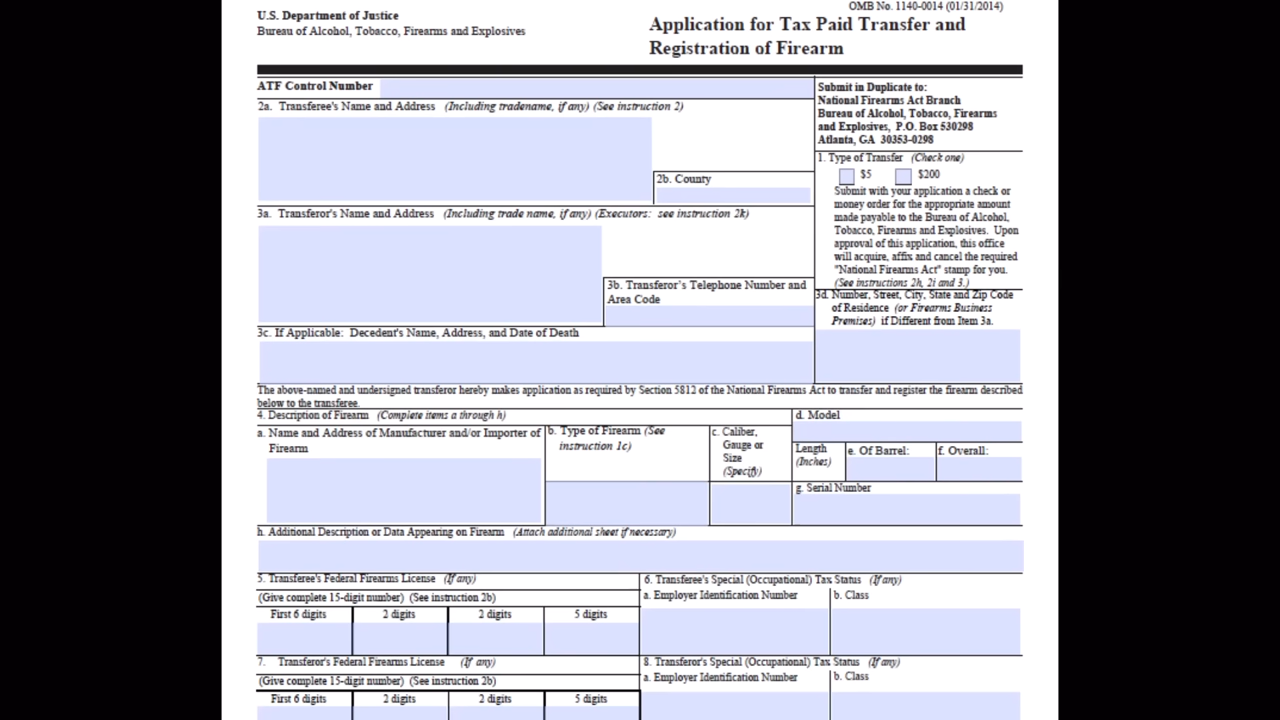 OMB No. 1140-0014 (01/31/2014)
U.S. Department of Justice
Bureau of Alcohol, Tobacco, Firearms and Explosives
Application for Tax Paid Transfer and
Registration of Firearm
ATF Control Number
2a. Transferee's Name and Address (Including tradename, if any) (See instruction 2)
2b. County
Submit in Duplicate to:
National Firearms Act Branch
Bureau of Alcohol, Tobacco, Firearms
and Explosives, P.O. Box 530298
Atlanta, GA 30353-0298
1. Type of Transfer (Check one)
$5 $200
Submit with your application a check or
money order for the appropriate amount
made payable to the Bureau of Alcohol,
Tobacco, Firearms and Explosives. Upon
approval of this application, this office
will acquire, affix and cancel the required
"National Firearms Act" stamp for you.
(See instructions 2h, 2i and 3.)
3a. Transferor's Name and Address (Including trade name, if any) (Executors: see instruction 2k)
3b. Transferor's Telephone Number and
Area Code
3c. If Applicable: Decedent's Name, Address, and Date of Death
3d. Number, Street, City, State and Zip Code
of Residence (or Firearms Business
Premises) if Different from Item 3a.
The above-named and undersigned transferor hereby makes application as required by Section 5812 of the National Firearms Act to transfer and register the firearm described
below to the transferee.
4. Description of Firearm (Complete items a through h)
a. Name and Address of Manufacturer and/or Importer of
Firearm
b. Type of Firearm (See
instruction 1c)
c. Caliber,
Gauge or
Size
(Specify)
d. Model
Length
(Inches)
e. Of Barrel:
f. Overall:
g. Serial Number
h. Additional Description or Data Appearing on Firearm (Attach additional sheet if necessary)
5. Transferee's Federal Firearms License (If any)
(Give complete 15-digit number) (See instruction 2b)
First 6 digits 2 digits 2 digits 5 digits
6. Transferee's Special (Occupational) Tax Status (If any)
a. Employer Identification Number b. Class
7. Transferor's Federal Firearms License (If any)
(Give complete 15-digit number) (See instruction 2b)
First 6 digits 2 digits 2 digits 5 digits
8. Transferor's Special (Occupational) Tax Status (If any)
a. Employer Identification Number b. Class